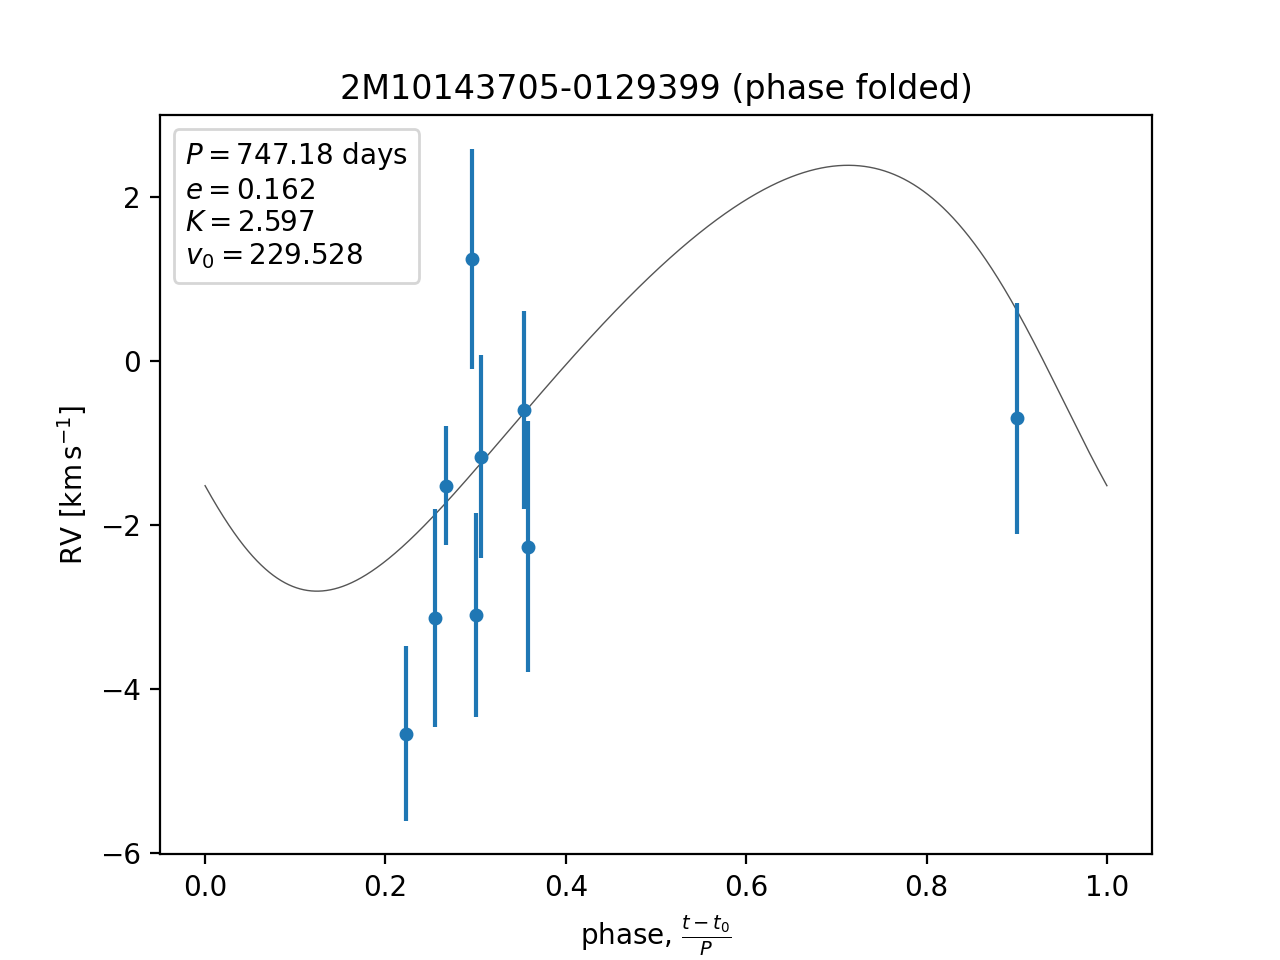 2M10143705-0129399 (phase folded)
P = 747.18 days
e = 0.162
K = 2.597
v₀ = 229.528
RV [km s⁻¹]
2
0
−2
−4
−6
0.0 0.2 0.4 0.6 0.8 1.0
phase, (t − t₀)/P